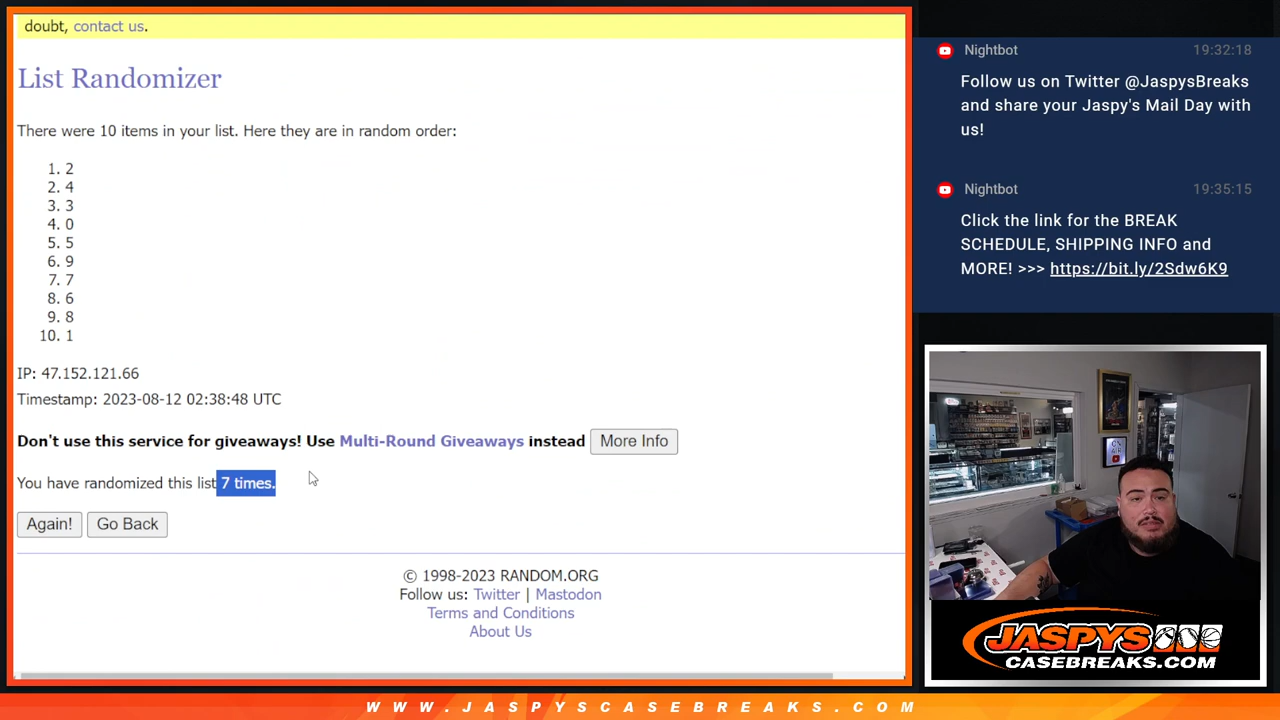 doubt, contact us.
List Randomizer
There were 10 items in your list. Here they are in random order:
1. 2
2. 4
3. 3
4. 0
5. 5
6. 9
7. 7
8. 6
9. 8
10. 1
IP: 47.152.121.66
Timestamp: 2023-08-12 02:38:48 UTC
Don't use this service for giveaways! Use Multi-Round Giveaways instead More Info
You have randomized this list 7 times.
Again! Go Back
© 1998-2023 RANDOM.ORG
Follow us: Twitter | Mastodon
Terms and Conditions
About Us
Nightbot 19:32:18
Follow us on Twitter @JaspysBreaks
and share your Jaspy's Mail Day with
us!
Nightbot 19:35:15
Click the link for the BREAK
SCHEDULE, SHIPPING INFO and
MORE! >>> https://bit.ly/2Sdw6K9
JASPYS
CASEBREAKS.COM
WWW.JASPYSCASEBREAKS.COM